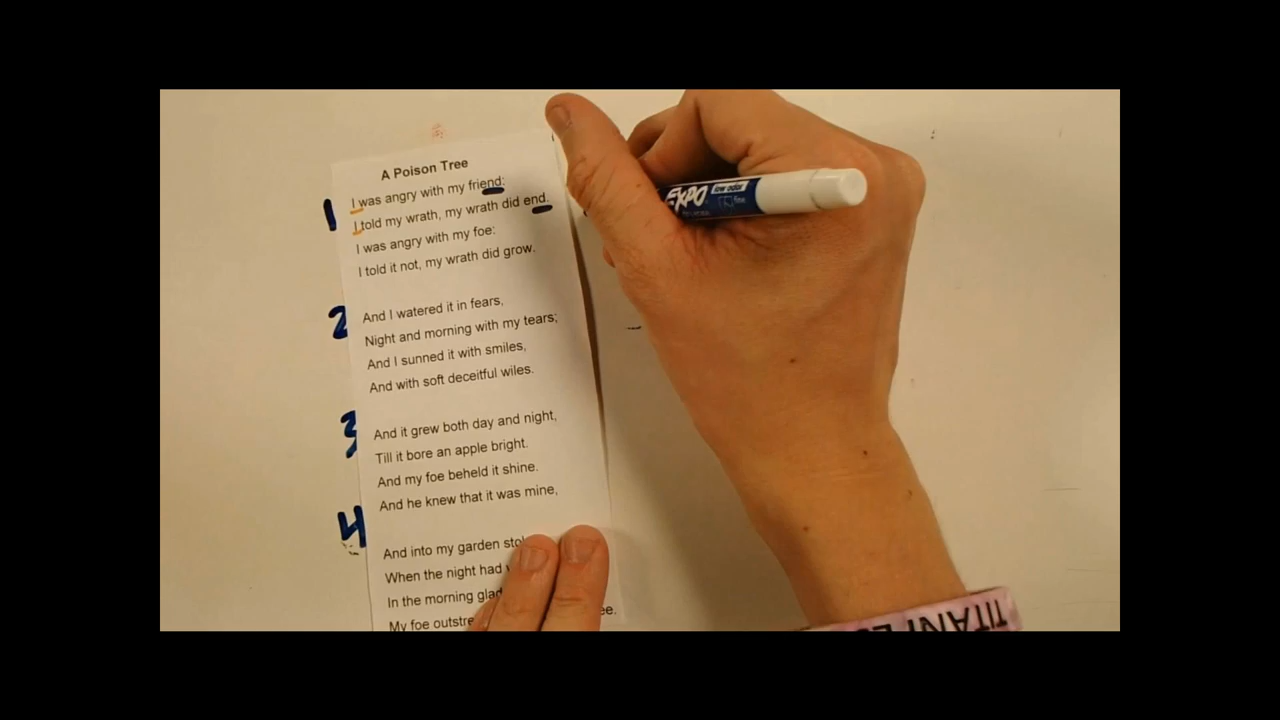 A Poison Tree
1 I was angry with my friend:
I told my wrath, my wrath did end.
I was angry with my foe:
I told it not, my wrath did grow.
2 And I watered it in fears,
Night and morning with my tears;
And I sunned it with smiles,
And with soft deceitful wiles.
3 And it grew both day and night,
Till it bore an apple bright.
And my foe beheld it shine.
And he knew that it was mine,
4 And into my garden
When the night had
In the morning
My foe
EXPO low odor
fine